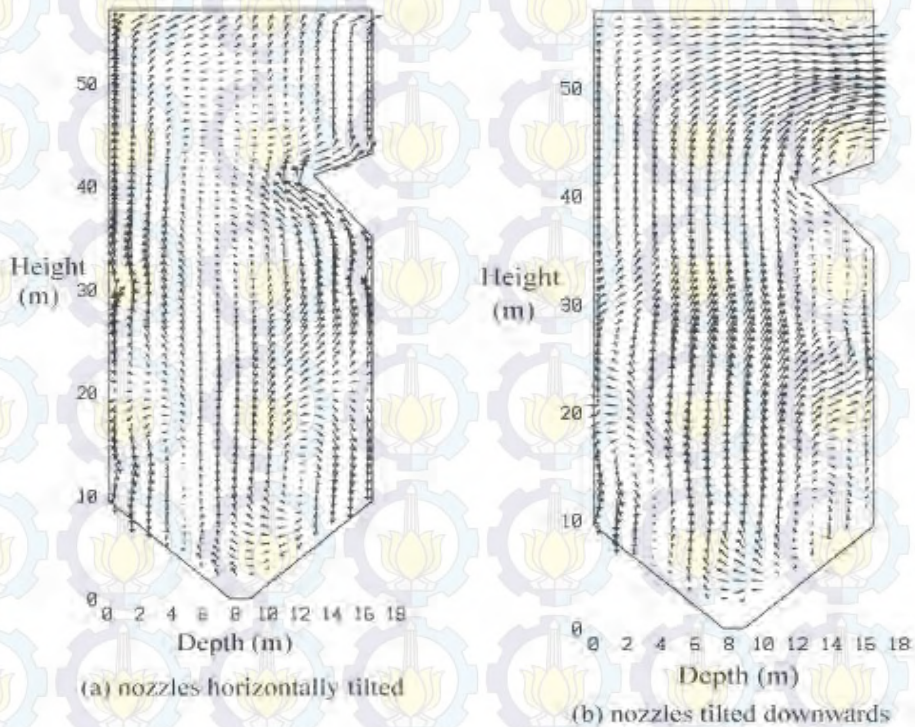 50
40
Height
(m)
30
20
10
0
0 2 4 6 8 10 12 14 16 18
Depth (m)
(a) nozzles horizontally tilted
50
40
Height
(m)
30
20
10
0
0 2 4 6 8 10 12 14 16 18
Depth (m)
(b) nozzles tilted downwards